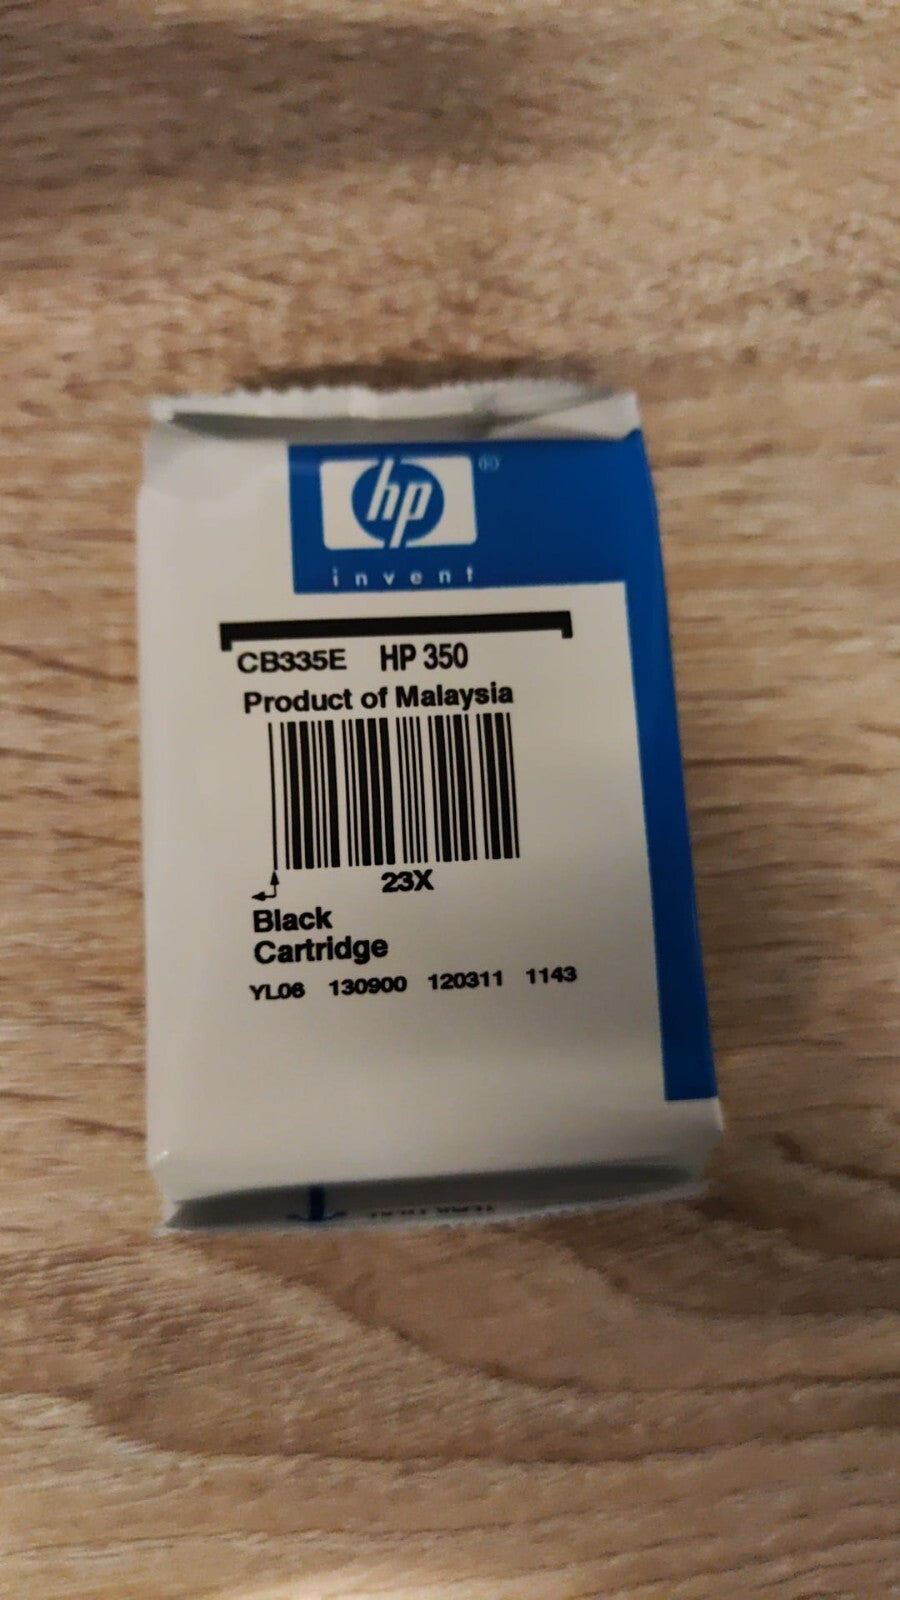 hp ®
invent
CB335E HP 350
Product of Malaysia
23X
Black
Cartridge
YL06 130900 120311 1143